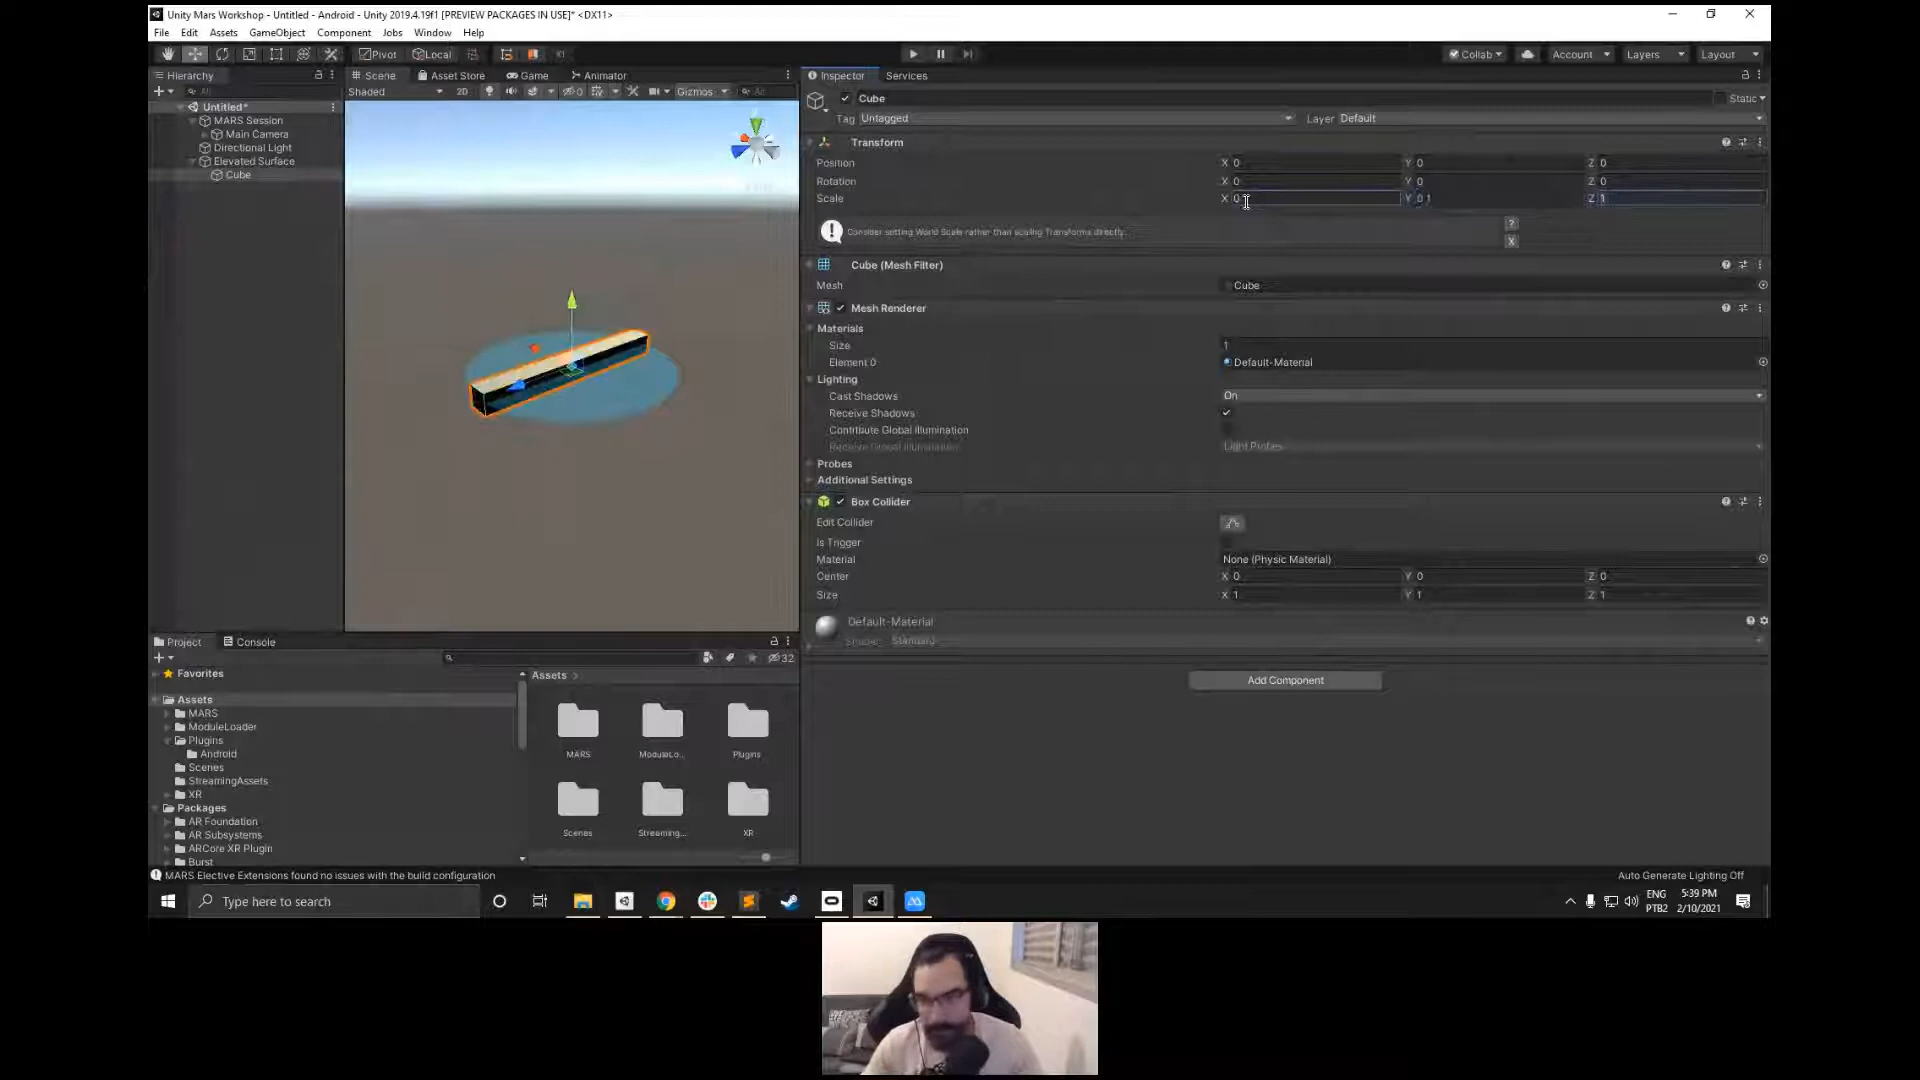 Unity Mars Workshop - Untitled - Android - Unity 2019.4.19f1 [PREVIEW PACKAGES IN USE]* <DX11>
File Edit Assets GameObject Component Jobs Window Help
Pivot Local Collab Account Layers Layout
Hierarchy Scene Asset Store Game Animator Inspector Services
All Shaded 2D 0 Gizmos All
Cube Static
Tag Untagged Layer Default
Untitled*
MARS Session
Main Camera
Directional Light
Elevated Surface
Cube
Transform
Position X 0 Y 0 Z 0
Rotation X 0 Y 0 Z 0
Scale X 0 Y 0.1 Z 1
Consider setting World Scale rather than scaling Transforms directly.
?
X
Cube (Mesh Filter)
Mesh Cube
Mesh Renderer
Materials
Size 1
Element 0 Default-Material
Lighting
Cast Shadows On
Receive Shadows
Contribute Global Illumination
Receive Global Illumination Light Probes
Probes
Additional Settings
Box Collider
Edit Collider
Is Trigger
Material None (Physic Material)
Center X 0 Y 0 Z 0
Size X 1 Y 1 Z 1
Default-Material
Shader Standard
Add Component
Project Console
32
Favorites
Assets
MARS
ModuleLoader
Plugins
Android
Scenes
StreamingAssets
XR
Packages
AR Foundation
AR Subsystems
ARCore XR Plugin
Burst
Assets >
MARS ModuleLo... Plugins
Scenes Streaming... XR
MARS Elective Extensions found no issues with the build configuration
Auto Generate Lighting Off
Type here to search
ENG
PTB2
5:39 PM
2/10/2021